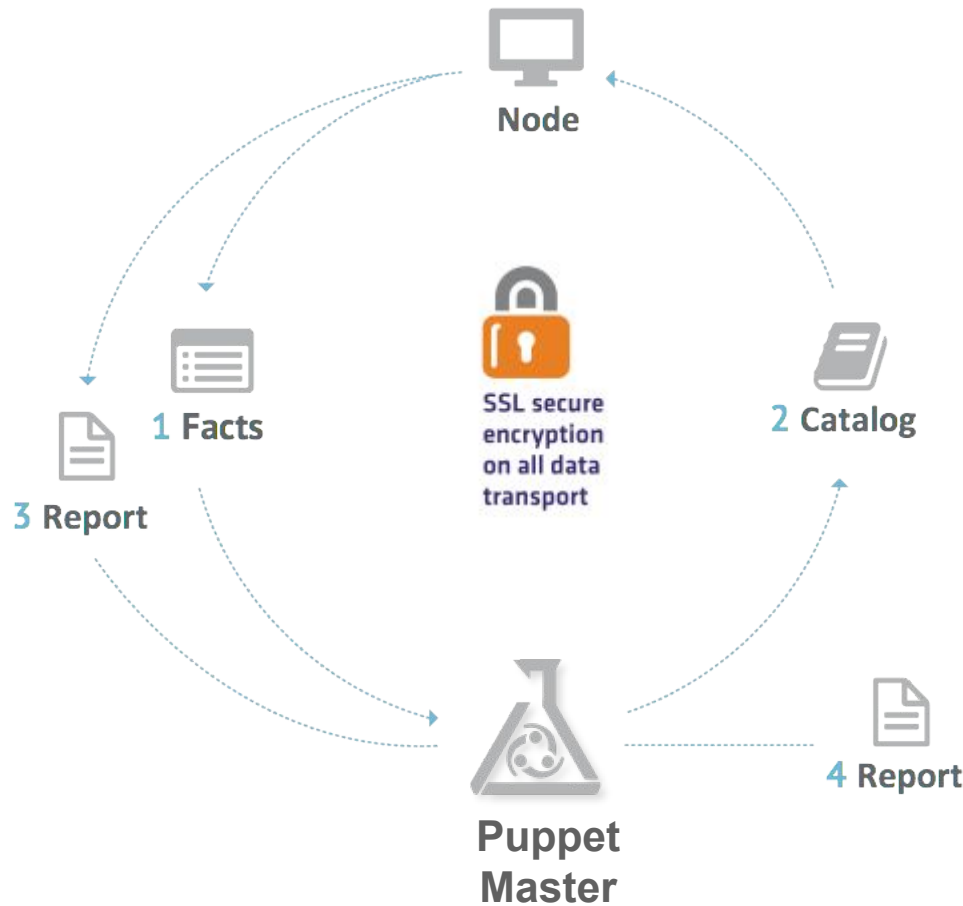 Node
SSL secure
encryption
on all data
transport
1 Facts
2 Catalog
3 Report
4 Report
Puppet
Master